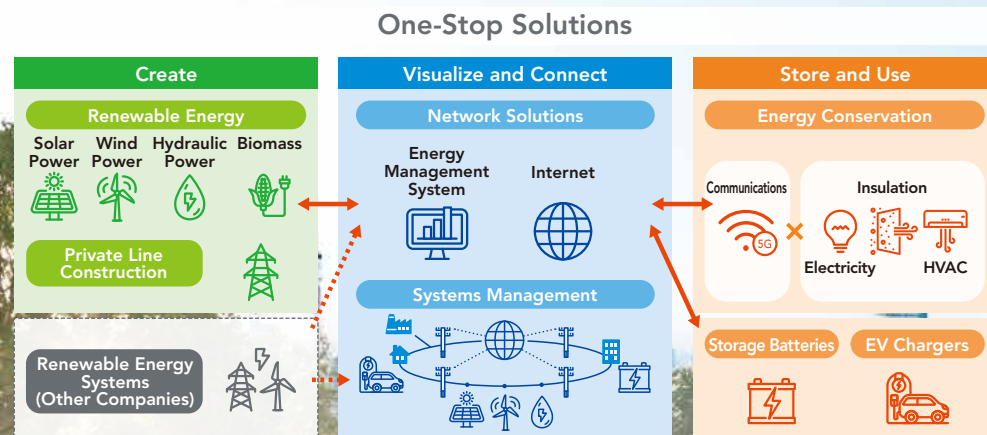 One-Stop Solutions
Create
Renewable Energy
Solar
Power
Wind
Power
Hydraulic
Power
Biomass
Private Line
Construction
Renewable Energy
Systems
(Other Companies)
Visualize and Connect
Network Solutions
Energy
Management
System
Internet
Systems Management
Store and Use
Energy Conservation
Communications
5G
×
Insulation
Electricity
HVAC
Storage Batteries
EV Chargers